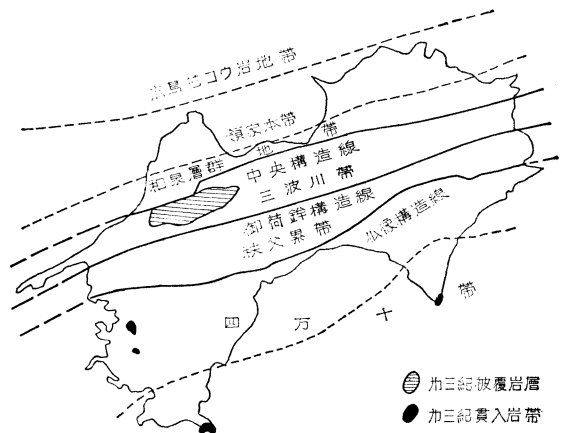 広島花コウ岩地帯
領家本帯
和泉層群地帯
中央構造線
三波川帯
御荷鉾構造線
秩父累帯
仏像構造線
四万十帯
第三紀被覆岩層
第三紀貫入岩帯